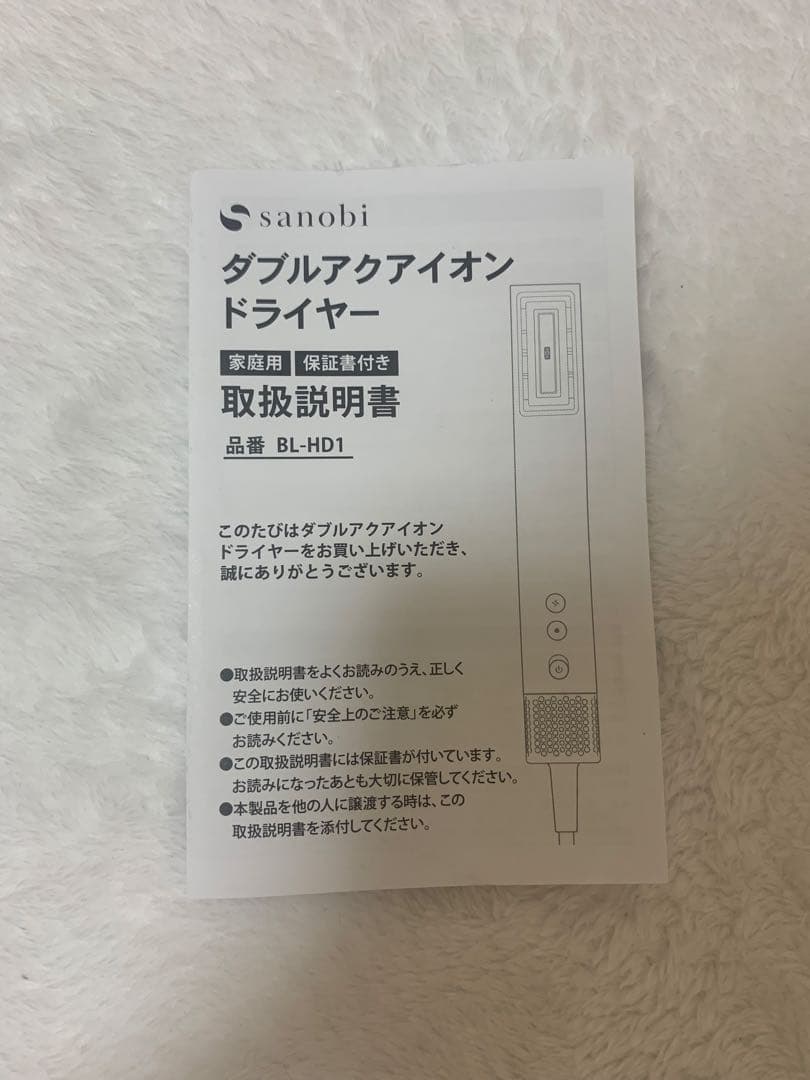 sanobi
ダブルアクアイオン
ドライヤー
家庭用 保証書付き
取扱説明書
品番 BL-HD1
このたびはダブルアクアイオン
ドライヤーをお買い上げいただき、
誠にありがとうございます。
●取扱説明書をよくお読みのうえ、正しく
安全にお使いください。
●ご使用前に「安全上のご注意」を必ず
お読みください。
●この取扱説明書には保証書が付いています。
お読みになったあとも大切に保管してください。
●本製品を他の人に譲渡する時は、この
取扱説明書を添付してください。